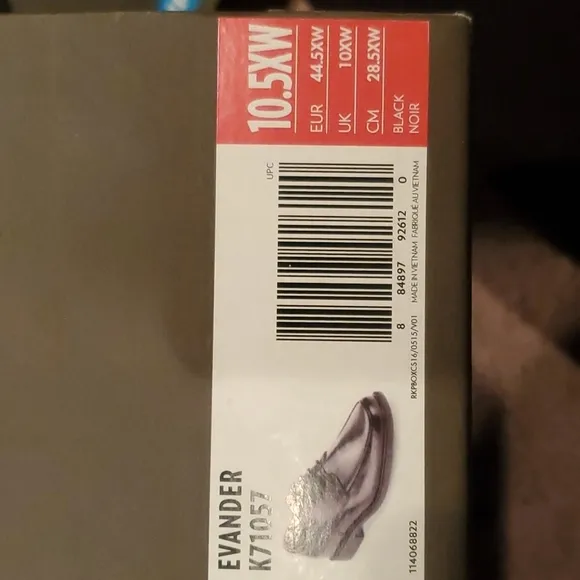 EVANDER
K71057
10.5XW
EUR 44.5XW
UK 10XW
CM 28.5XW
BLACK
NOIR
UPC
8 84897 92612 0
RKPBOXCS16/0515/V01 MADE IN VIETNAM FABRIQUÉ AU VIETNAM
114068822